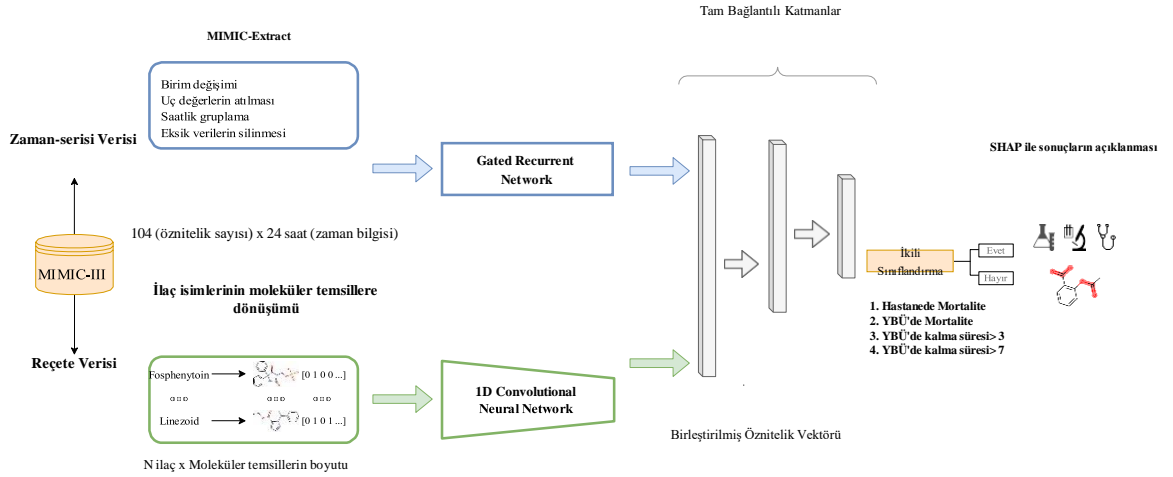 Tam Bağlantılı Katmanlar
MIMIC-Extract
Birim değişimi
Uç değerlerin atılması
Saatlik gruplama
Eksik verilerin silinmesi
Zaman-serisi Verisi
Gated Recurrent
Network
SHAP ile sonuçların açıklanması
104 (öznitelik sayısı) x 24 saat (zaman bilgisi)
MIMIC-III
İkili
Sınıflandırma
Evet
Hayır
İlaç isimlerinin moleküler temsillere
dönüşümü
1. Hastanede Mortalite
2. YBÜ'de Mortalite
3. YBÜ'de kalma süresi> 3
4. YBÜ'de kalma süresi> 7
Reçete Verisi
Fosphenytoin
[0 1 0 0 ...]
Linezoid
[0 1 0 1 ...]
1D Convolutional
Neural Network
Birleştirilmiş Öznitelik Vektörü
N ilaç x Moleküler temsillerin boyutu